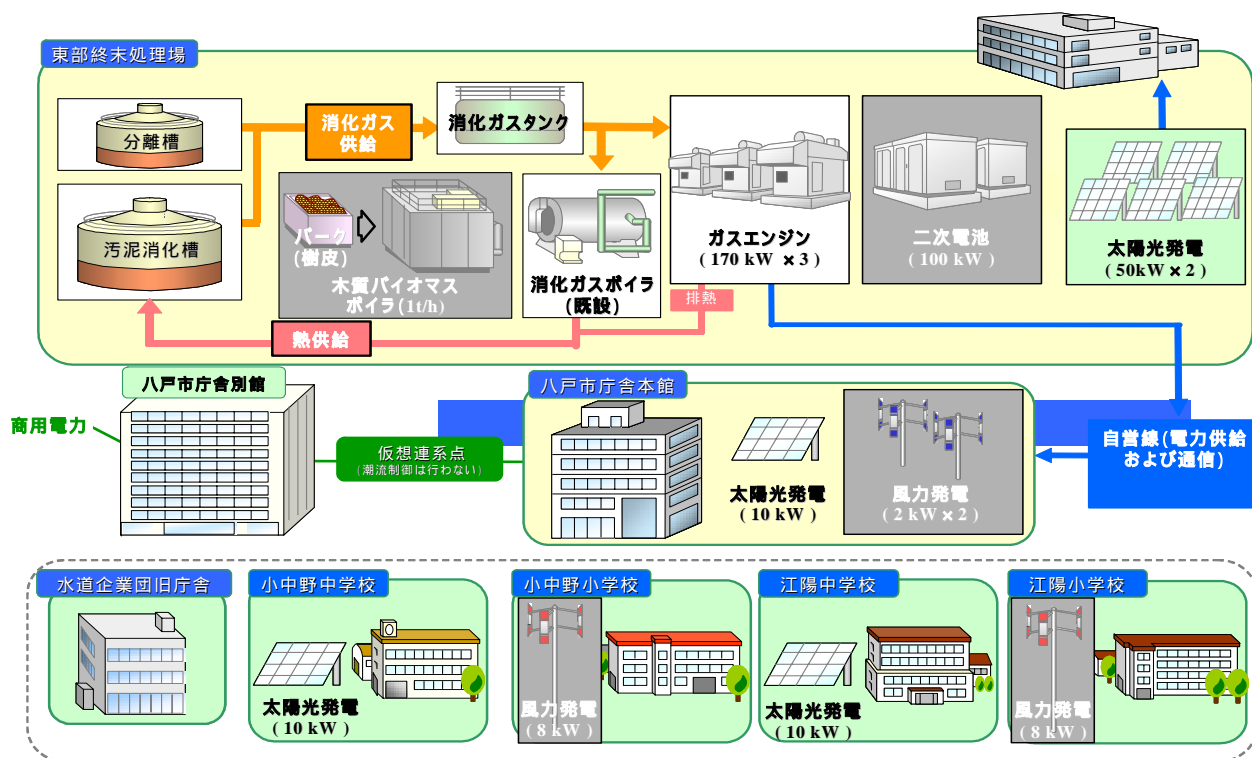 東部終末処理場
分離槽
汚泥消化槽
消化ガス
供給
消化ガスタンク
バーク
(樹皮)
木質バイオマス
ボイラ(1t/h)
消化ガスボイラ
(既設)
ガスエンジン
( 170 kW × 3 )
二次電池
( 100 kW )
太陽光発電
( 50kW × 2 )
排熱
熱供給
八戸市庁舎別館
商用電力
仮想連系点
(潮流制御は行わない)
八戸市庁舎本館
太陽光発電
( 10 kW )
風力発電
( 2 kW × 2 )
自営線(電力供給
および通信)
水道企業団旧庁舎
小中野中学校
太陽光発電
( 10 kW )
小中野小学校
風力発電
( 8 kW )
江陽中学校
太陽光発電
( 10 kW )
江陽小学校
風力発電
( 8 kW )